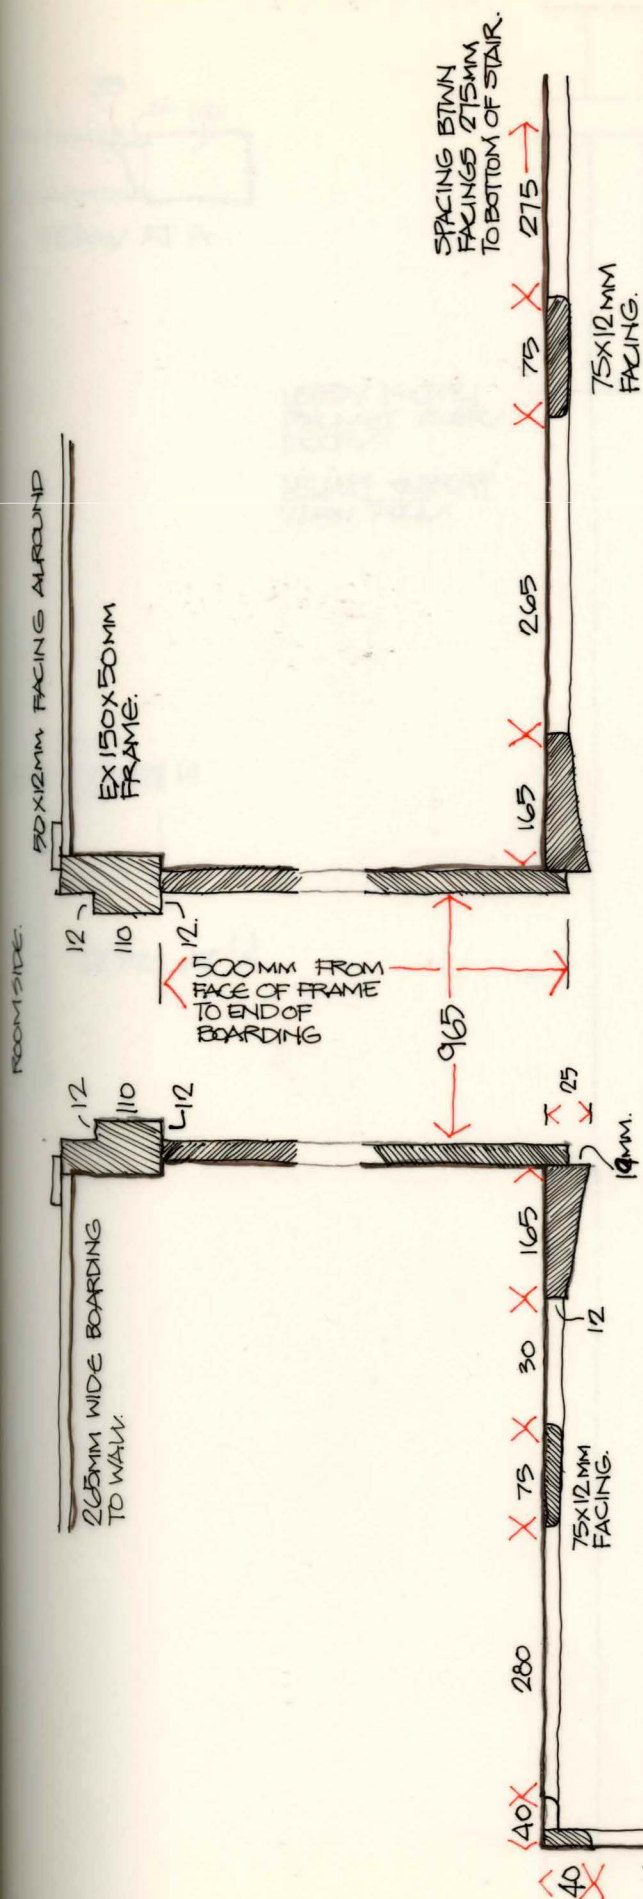 SPACING BTWN
FACINGS 275MM
TO BOTTOM OF STAIR.
275
75
75X12MM
FACING.
265
165
50X12MM FACING ALROUND
EX 150X50MM
FRAME.
ROOMSIDE.
12
110
12.
500MM FROM
FACE OF FRAME
TO END OF
BOARDING
965
12
110
12
25
19MM.
265MM WIDE BOARDING
TO WALL.
165
12
30
75
75X12MM
FACING.
280
40
40